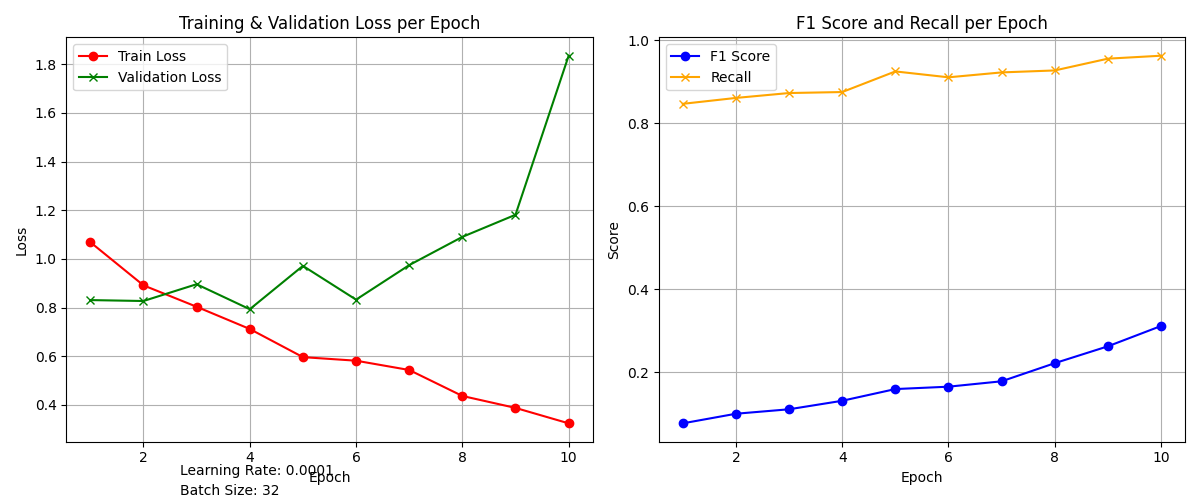 Training & Validation Loss per Epoch
Train Loss
Validation Loss
Loss
1.8
1.6
1.4
1.2
1.0
0.8
0.6
0.4
2
4
6
8
10
Epoch
Learning Rate: 0.0001
Batch Size: 32
F1 Score and Recall per Epoch
F1 Score
Recall
Score
1.0
0.8
0.6
0.4
0.2
2
4
6
8
10
Epoch